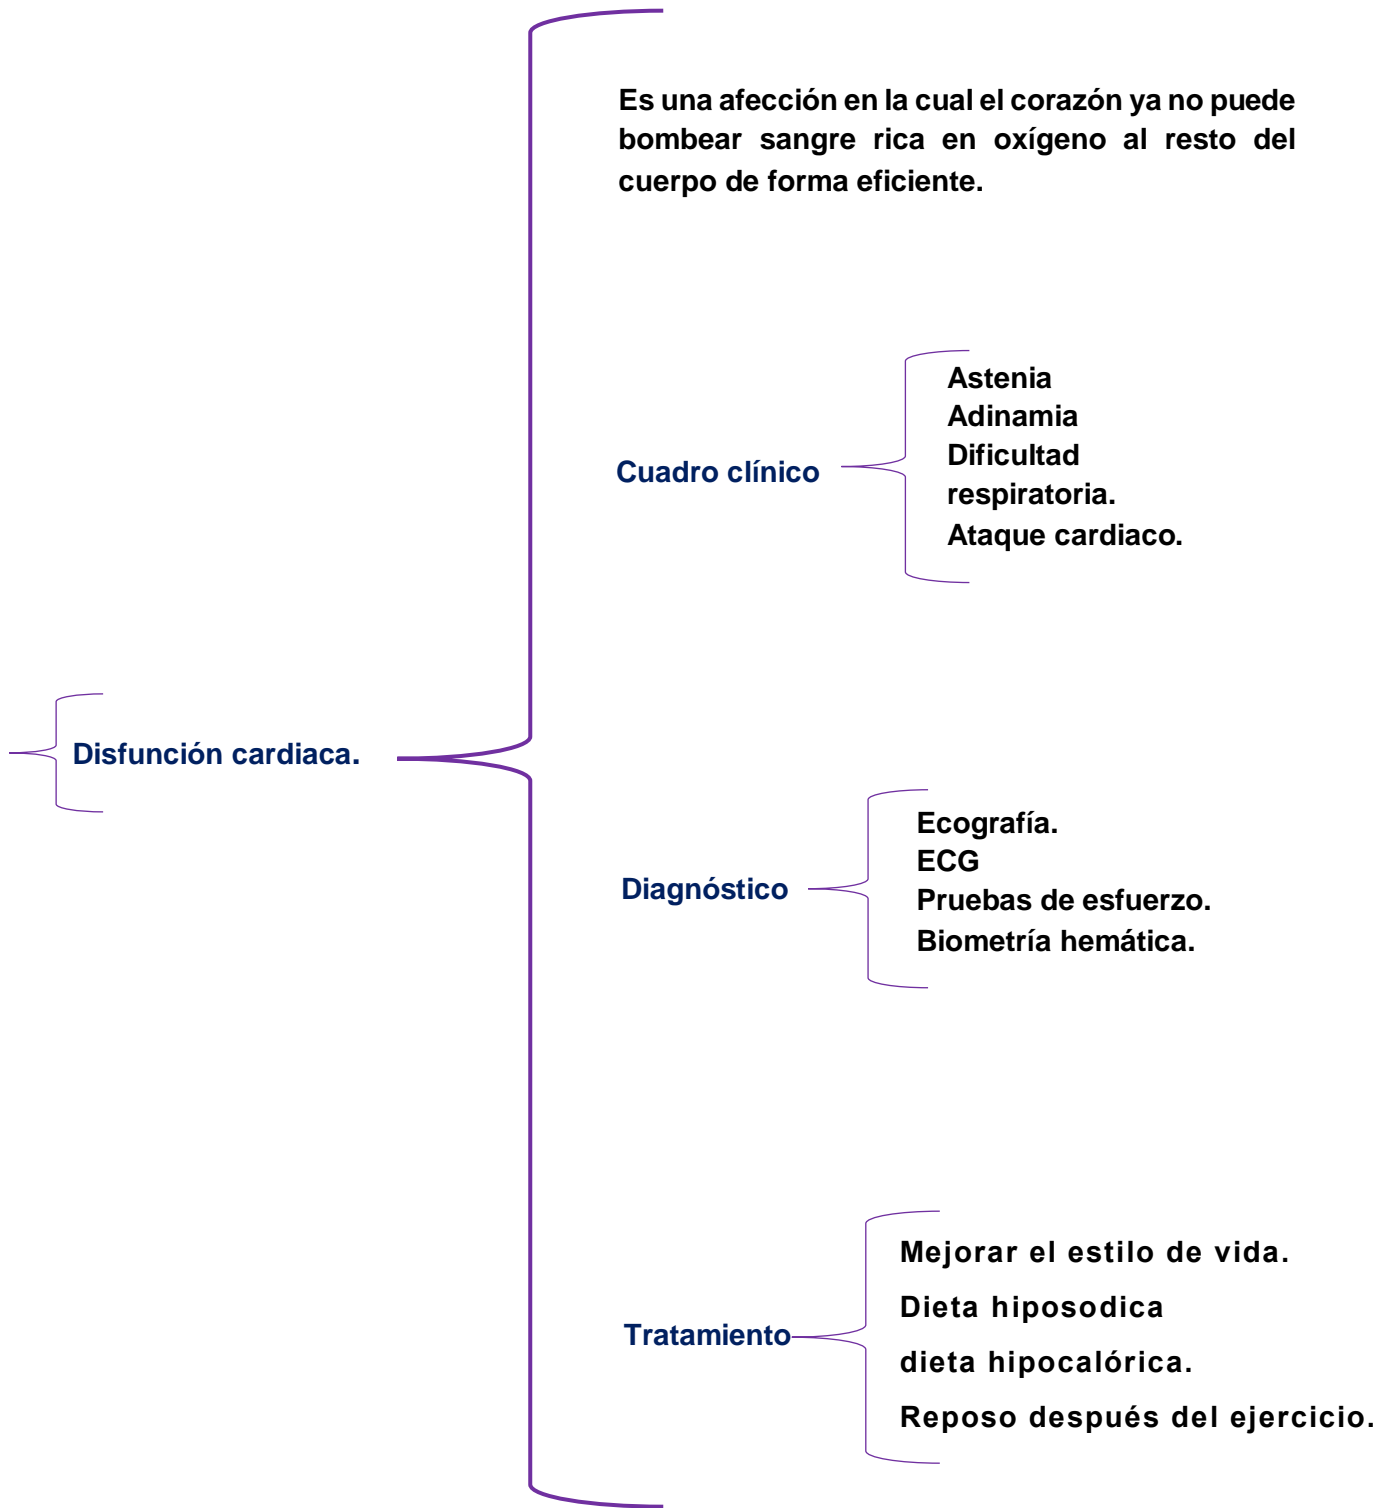 Es una afección en la cual el corazón ya no puede
bombear sangre rica en oxígeno al resto del
cuerpo de forma eficiente.
Cuadro clínico
Astenia
Adinamia
Dificultad
respiratoria.
Ataque cardiaco.
Disfunción cardiaca.
Diagnóstico
Ecografía.
ECG
Pruebas de esfuerzo.
Biometría hemática.
Tratamiento
Mejorar el estilo de vida.
Dieta hiposodica
dieta hipocalórica.
Reposo después del ejercicio.